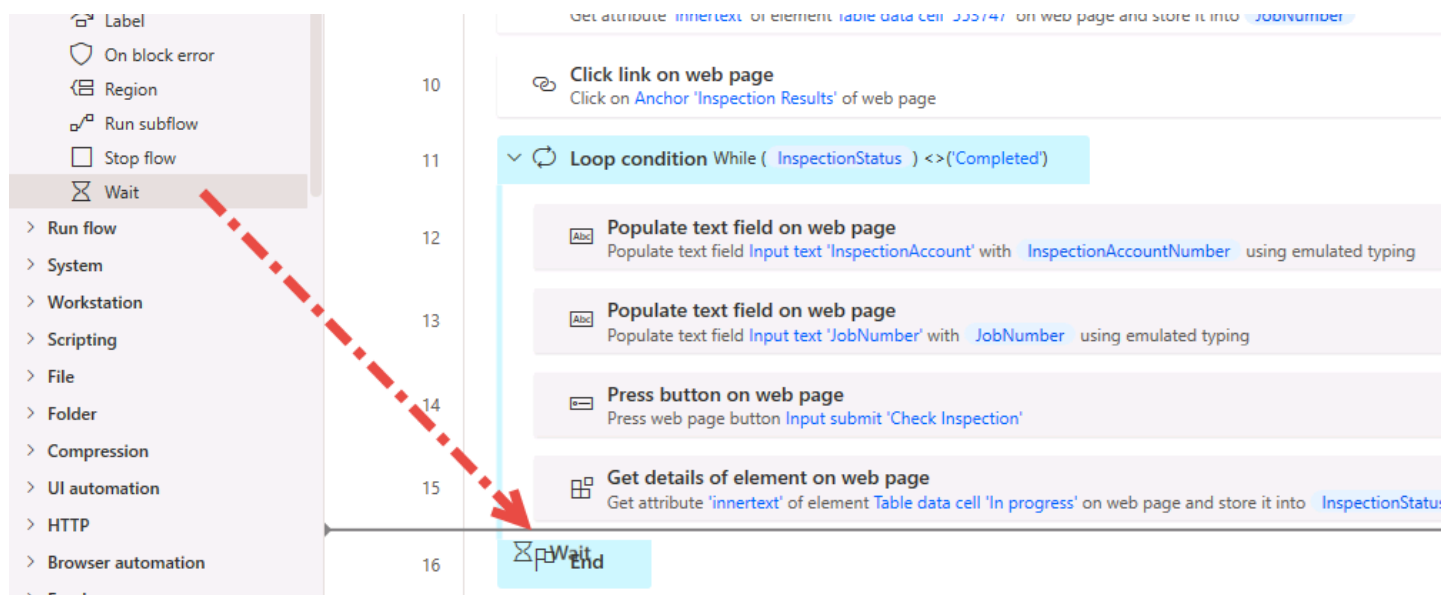 Label
On block error
Region
Run subflow
Stop flow
Wait
Run flow
System
Workstation
Scripting
File
Folder
Compression
UI automation
HTTP
Browser automation
Get attribute 'innertext' of element Table data cell '553747' on web page and store it into JobNumber
10
Click link on web page
Click on Anchor 'Inspection Results' of web page
11
Loop condition While ( InspectionStatus ) <>('Completed')
12
Populate text field on web page
Populate text field Input text 'InspectionAccount' with InspectionAccountNumber using emulated typing
13
Populate text field on web page
Populate text field Input text 'JobNumber' with JobNumber using emulated typing
14
Press button on web page
Press web page button Input submit 'Check Inspection'
15
Get details of element on web page
Get attribute 'innertext' of element Table data cell 'In progress' on web page and store it into InspectionStatus
Wait
16
End